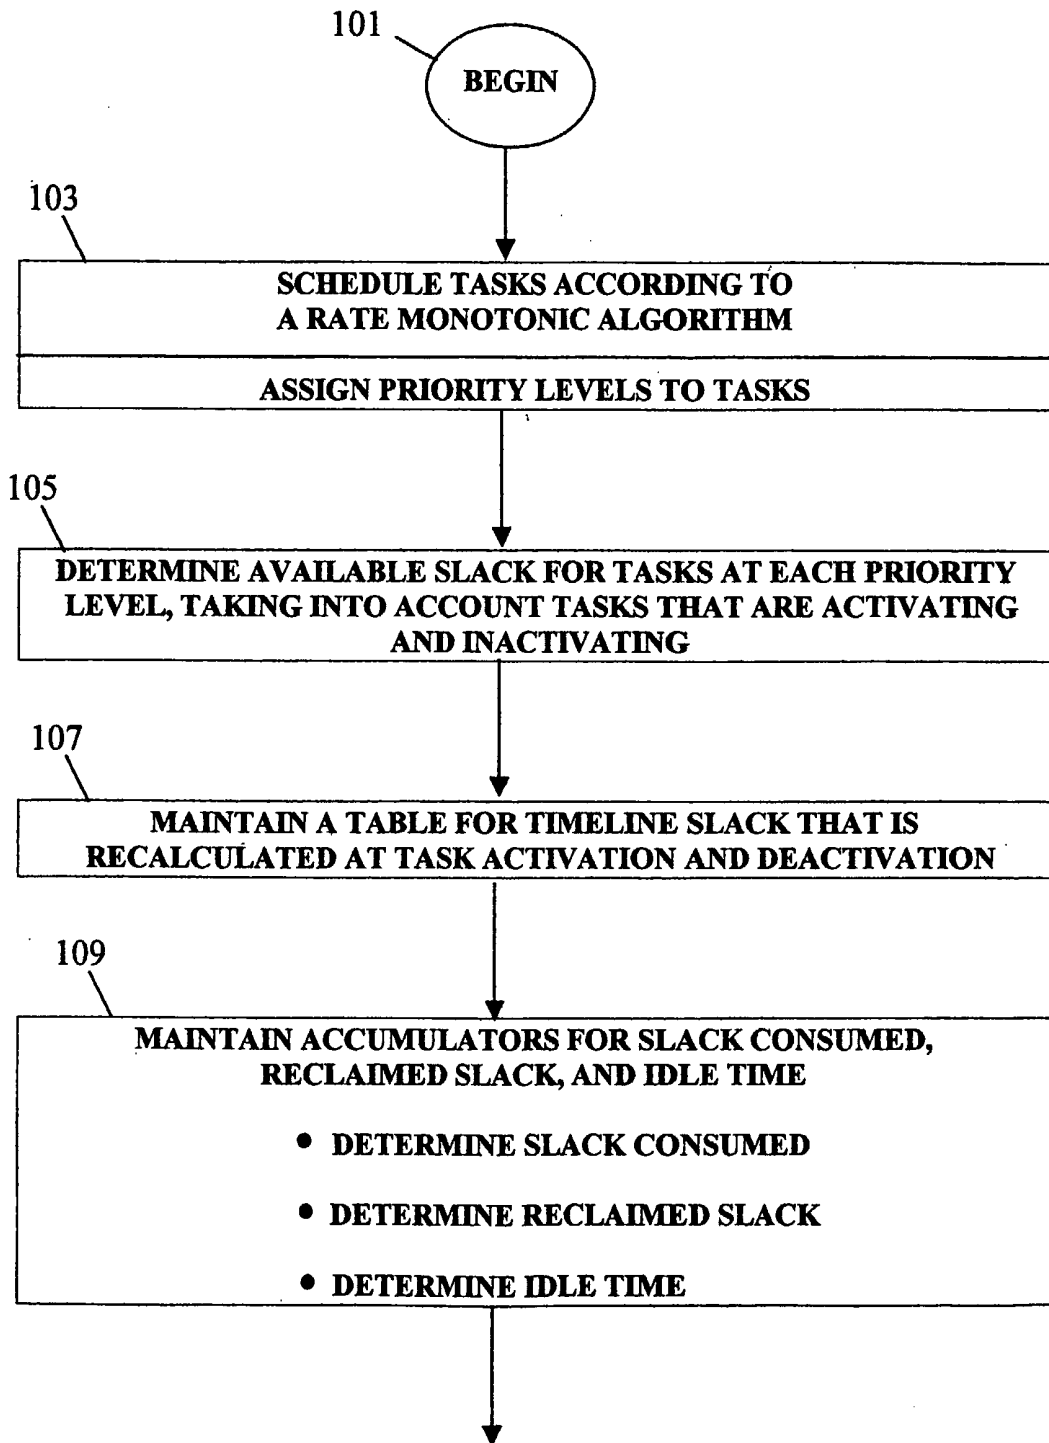 101
BEGIN
103
SCHEDULE TASKS ACCORDING TO
A RATE MONOTONIC ALGORITHM
ASSIGN PRIORITY LEVELS TO TASKS
105
DETERMINE AVAILABLE SLACK FOR TASKS AT EACH PRIORITY
LEVEL, TAKING INTO ACCOUNT TASKS THAT ARE ACTIVATING
AND INACTIVATING
107
MAINTAIN A TABLE FOR TIMELINE SLACK THAT IS
RECALCULATED AT TASK ACTIVATION AND DEACTIVATION
109
MAINTAIN ACCUMULATORS FOR SLACK CONSUMED,
RECLAIMED SLACK, AND IDLE TIME
• DETERMINE SLACK CONSUMED
• DETERMINE RECLAIMED SLACK
• DETERMINE IDLE TIME